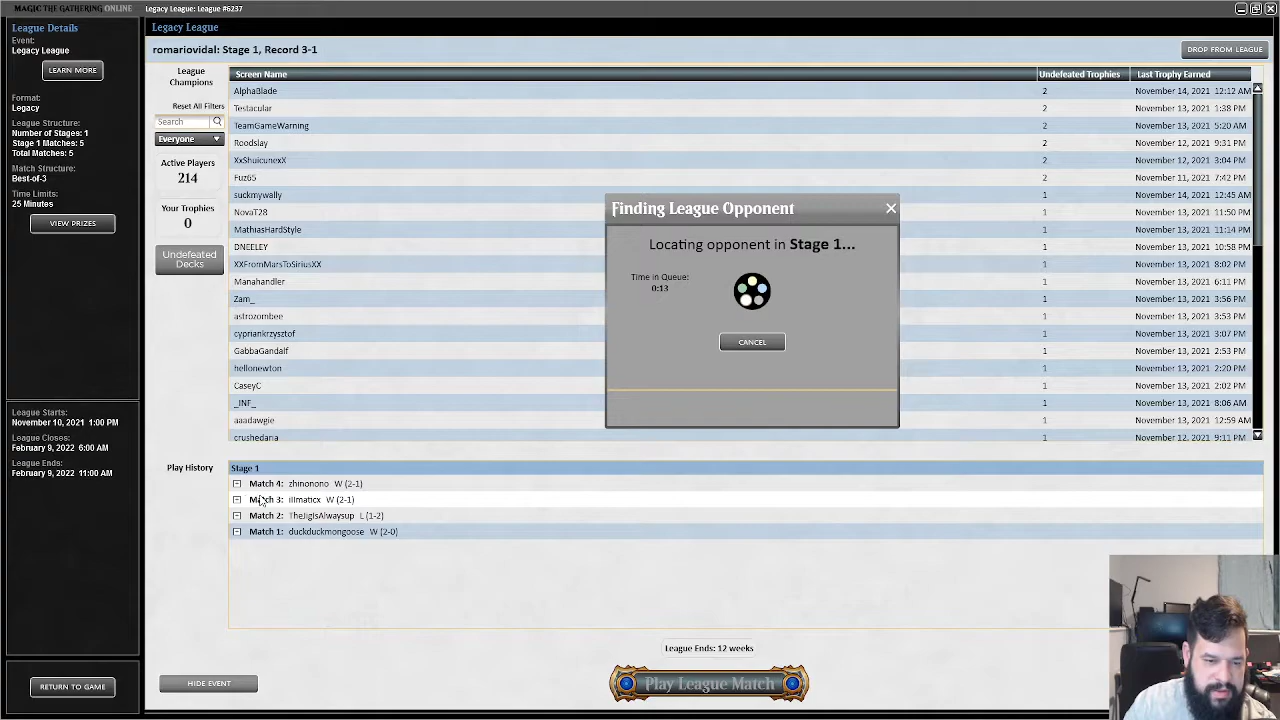 MAGIC THE GATHERING ONLINE
Legacy League: League #6237
League Details
Event:
Legacy League
LEARN MORE
Format:
Legacy
League Structure:
Number of Stages: 1
Stage 1 Matches: 5
Total Matches: 5
Match Structure:
Best-of-3
Time Limits:
25 Minutes
VIEW PRIZES
League Starts:
November 10, 2021 1:00 PM
League Closes:
February 9, 2022 6:00 AM
League Ends:
February 9, 2022 11:00 AM
RETURN TO GAME
Legacy League
romariovidal: Stage 1, Record 3-1
DROP FROM LEAGUE
League
Champions
Reset All Filters
Search
Everyone
Active Players
214
Your Trophies
0
Undefeated
Decks
Screen Name Undefeated Trophies Last Trophy Earned
AlphaBlade 2 November 14, 2021 12:12 AM
Testacular 2 November 13, 2021 1:38 PM
TeamGameWarning 2 November 13, 2021 5:20 AM
Roodslay 2 November 12, 2021 9:31 PM
XxShuicunexX 2 November 12, 2021 3:04 PM
Fuz65 2 November 11, 2021 7:42 PM
suckmywally 1 November 14, 2021 12:45 AM
NovaT28 1 November 13, 2021 11:50 PM
MathiasHardStyle 1 November 13, 2021 11:14 PM
DNEELEY 1 November 13, 2021 10:58 PM
XXFromMarsToSiriusXX 1 November 13, 2021 8:02 PM
Manahandler 1 November 13, 2021 6:11 PM
Zam_ 1 November 13, 2021 3:56 PM
astrozombee 1 November 13, 2021 3:53 PM
cypriankrzysztof 1 November 13, 2021 3:07 PM
GabbaGandalf 1 November 13, 2021 2:53 PM
hellonewton 1 November 13, 2021 2:20 PM
CaseyC 1 November 13, 2021 2:02 PM
_INF_ 1 November 13, 2021 8:06 AM
aaadawgie 1 November 13, 2021 12:59 AM
crushedana 1 November 12, 2021 9:11 PM
Finding League Opponent
Locating opponent in Stage 1...
Time in Queue:
0:13
CANCEL
Play History
Stage 1
Match 4: zhinonono W (2-1)
Match 3: illmaticx W (2-1)
Match 2: TheJigIsAlwaysup L (1-2)
Match 1: duckduckmongoose W (2-0)
League Ends: 12 weeks
HIDE EVENT
Play League Match